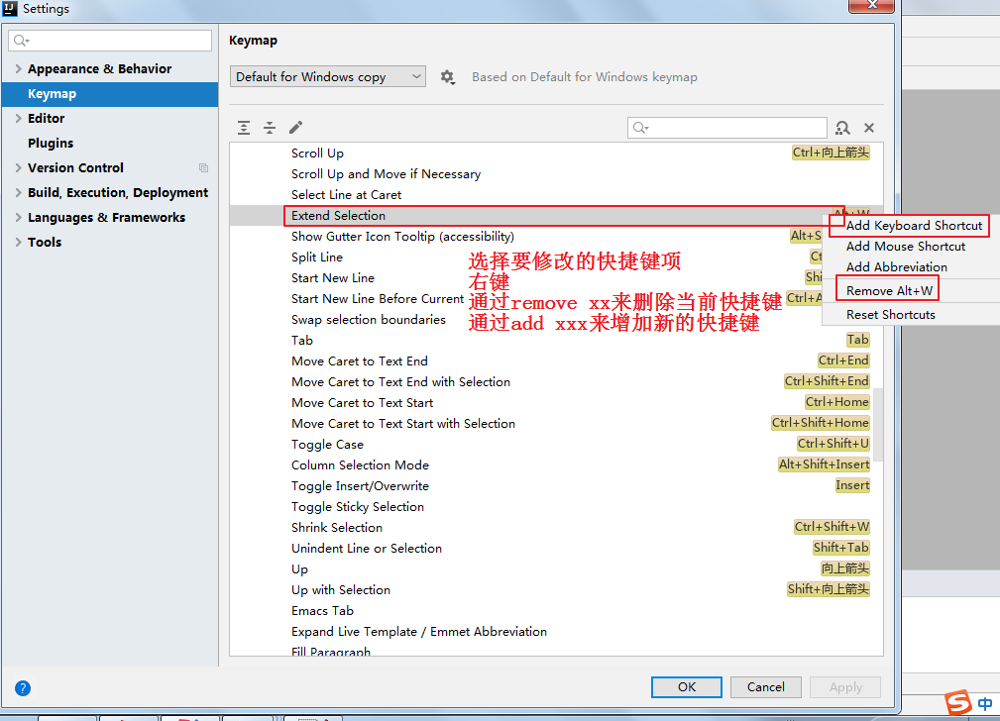 IJ
Settings
Appearance & Behavior
Keymap
Editor
Plugins
Version Control
Build, Execution, Deployment
Languages & Frameworks
Tools
Keymap
Default for Windows copy
Based on Default for Windows keymap
Scroll Up Ctrl+向上箭头
Scroll Up and Move if Necessary
Select Line at Caret
Extend Selection Alt+W
Show Gutter Icon Tooltip (accessibility) Alt+S
Split Line
Start New Line
Start New Line Before Current
Swap selection boundaries
Tab Tab
Move Caret to Text End Ctrl+End
Move Caret to Text End with Selection Ctrl+Shift+End
Move Caret to Text Start Ctrl+Home
Move Caret to Text Start with Selection Ctrl+Shift+Home
Toggle Case Ctrl+Shift+U
Column Selection Mode Alt+Shift+Insert
Toggle Insert/Overwrite Insert
Toggle Sticky Selection
Shrink Selection Ctrl+Shift+W
Unindent Line or Selection Shift+Tab
Up 向上箭头
Up with Selection Shift+向上箭头
Emacs Tab
Expand Live Template / Emmet Abbreviation
Fill Paragraph
选择要修改的快捷键项
右键
通过remove xx来删除当前快捷键
通过add xxx来增加新的快捷键
Add Keyboard Shortcut
Add Mouse Shortcut
Add Abbreviation
Remove Alt+W
Reset Shortcuts
?
OK
Cancel
Apply
S 中